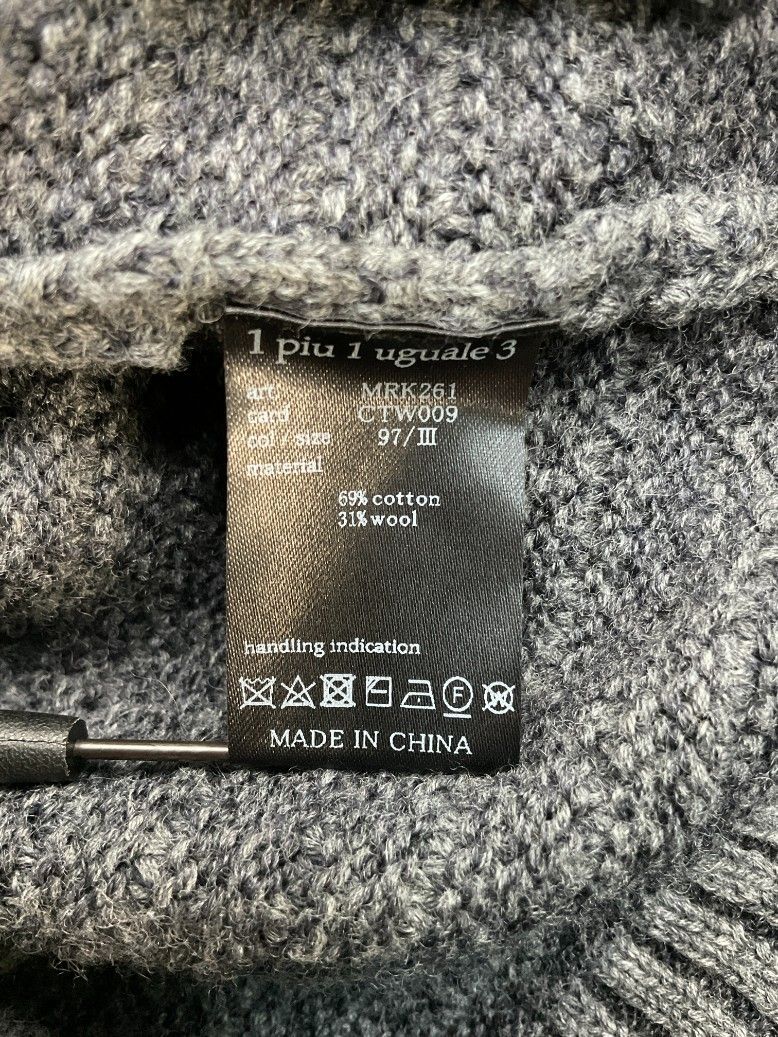 1 piu 1 uguale 3
art MRK261
card CTW009
col / size 97/Ⅲ
material
69% cotton
31% wool
handling indication
F W
MADE IN CHINA